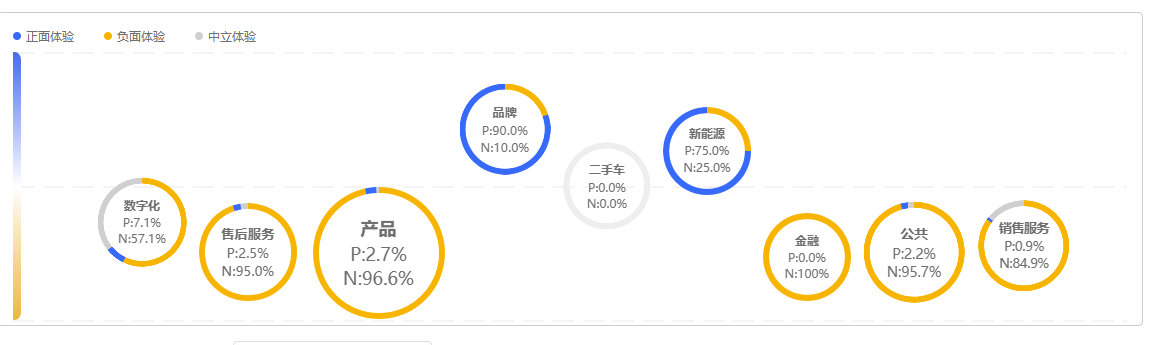 正面体验
负面体验
中立体验
数字化
P:7.1%
N:57.1%
售后服务
P:2.5%
N:95.0%
产品
P:2.7%
N:96.6%
品牌
P:90.0%
N:10.0%
二手车
P:0.0%
N:0.0%
新能源
P:75.0%
N:25.0%
金融
P:0.0%
N:100%
公共
P:2.2%
N:95.7%
销售服务
P:0.9%
N:84.9%